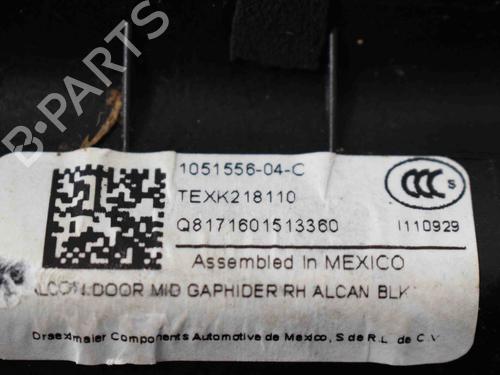 B-PARTS
1051556-04-C
TEXK218110
Q8171601513360
CCC S
I110929
Assembled In MEXICO
DOOR MID GAPHIDER RH ALCAN BLK
Draexlmaier Components Automotive de Mexico, S de R.L. de C.V